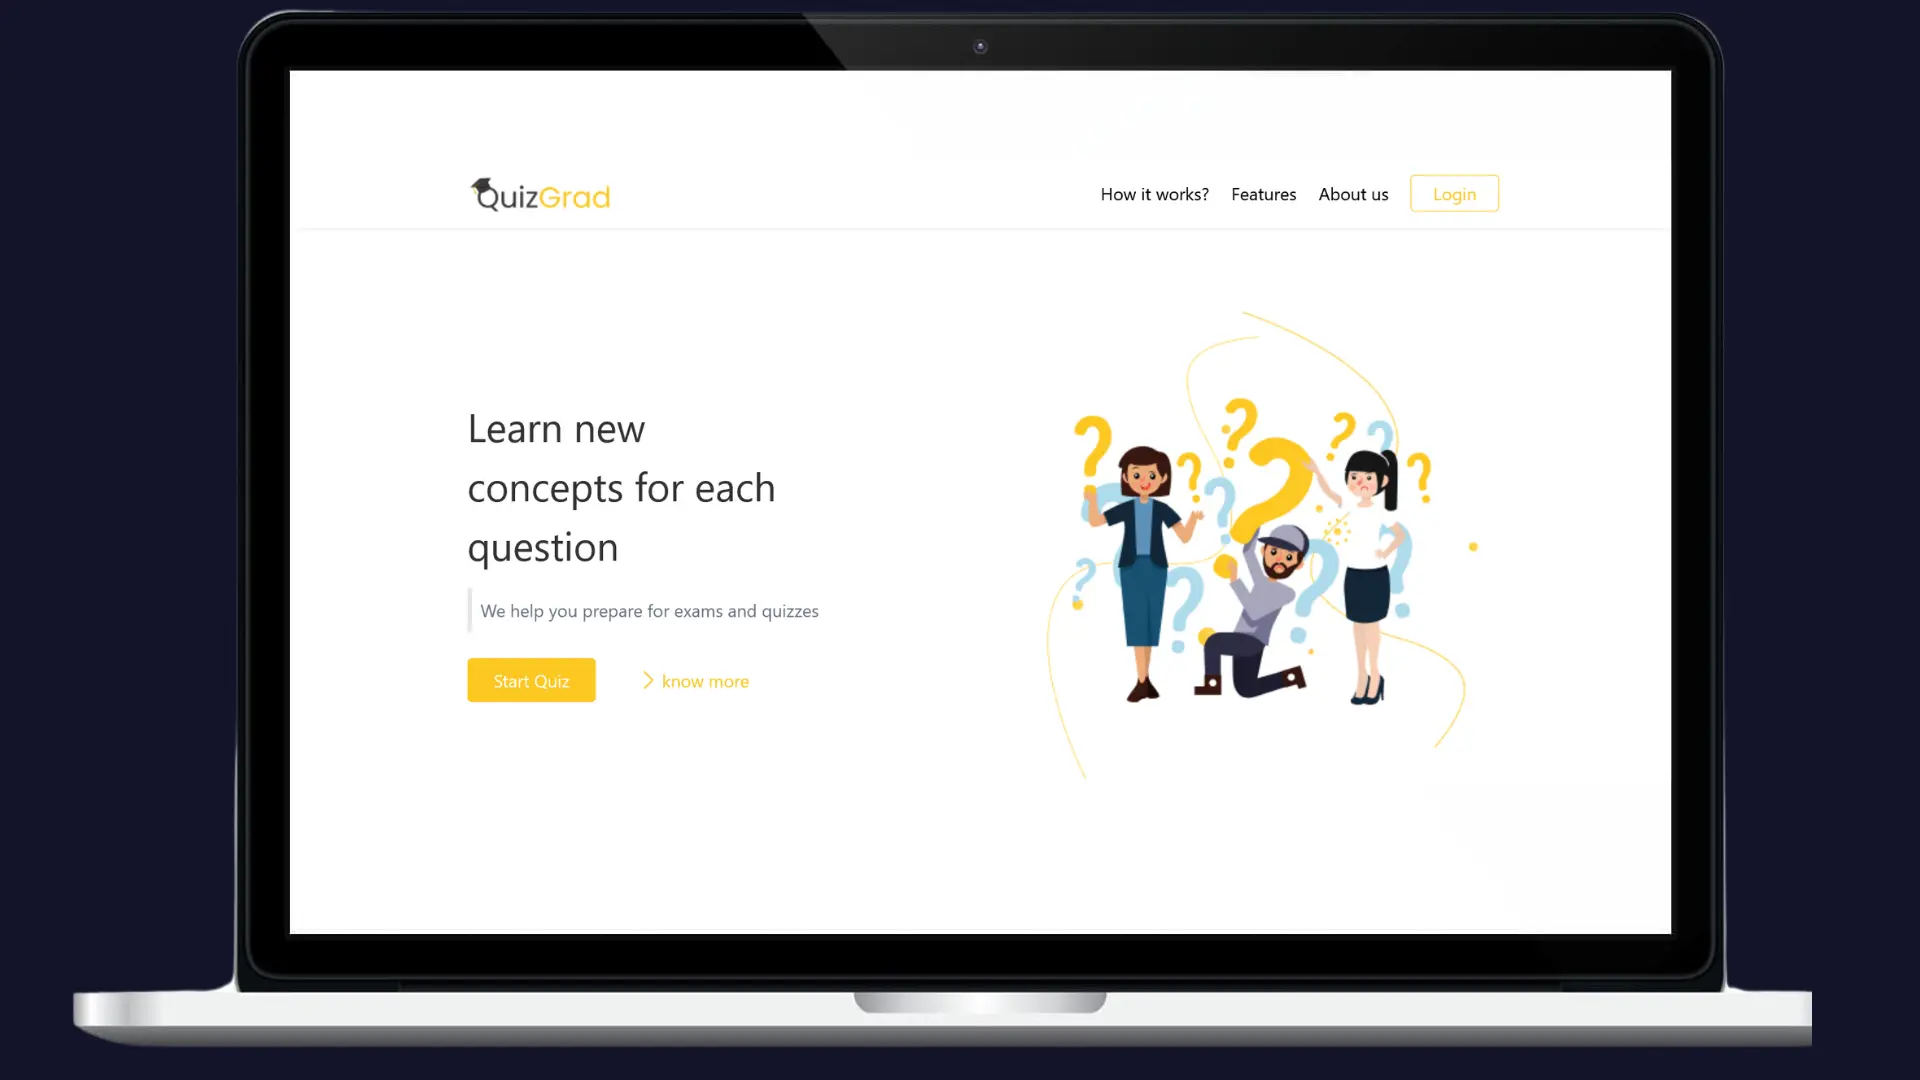 QuizGrad
How it works? Features About us Login
Learn new
concepts for each
question
We help you prepare for exams and quizzes
Start Quiz
know more